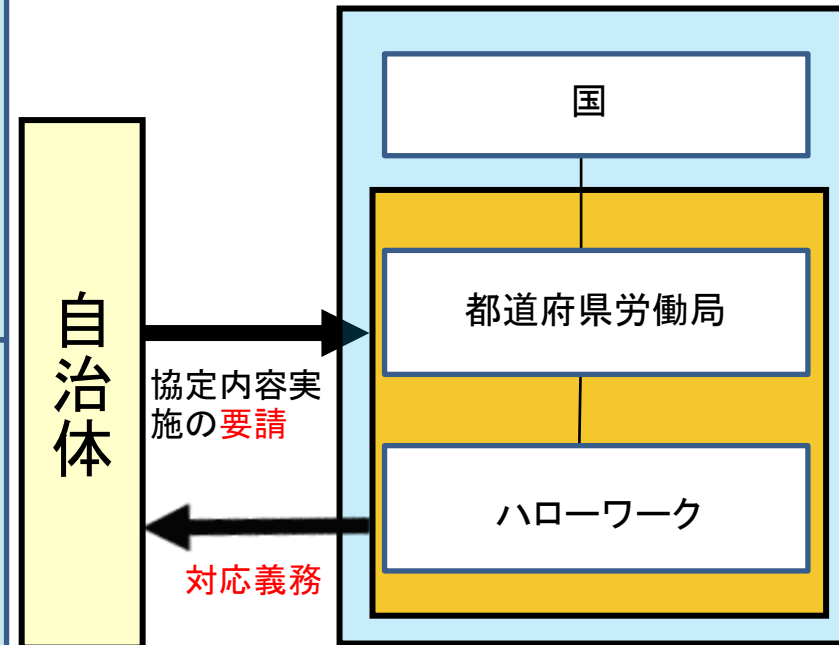 国
自治体
都道府県労働局
協定内容実
施の要請
ハローワーク
対応義務